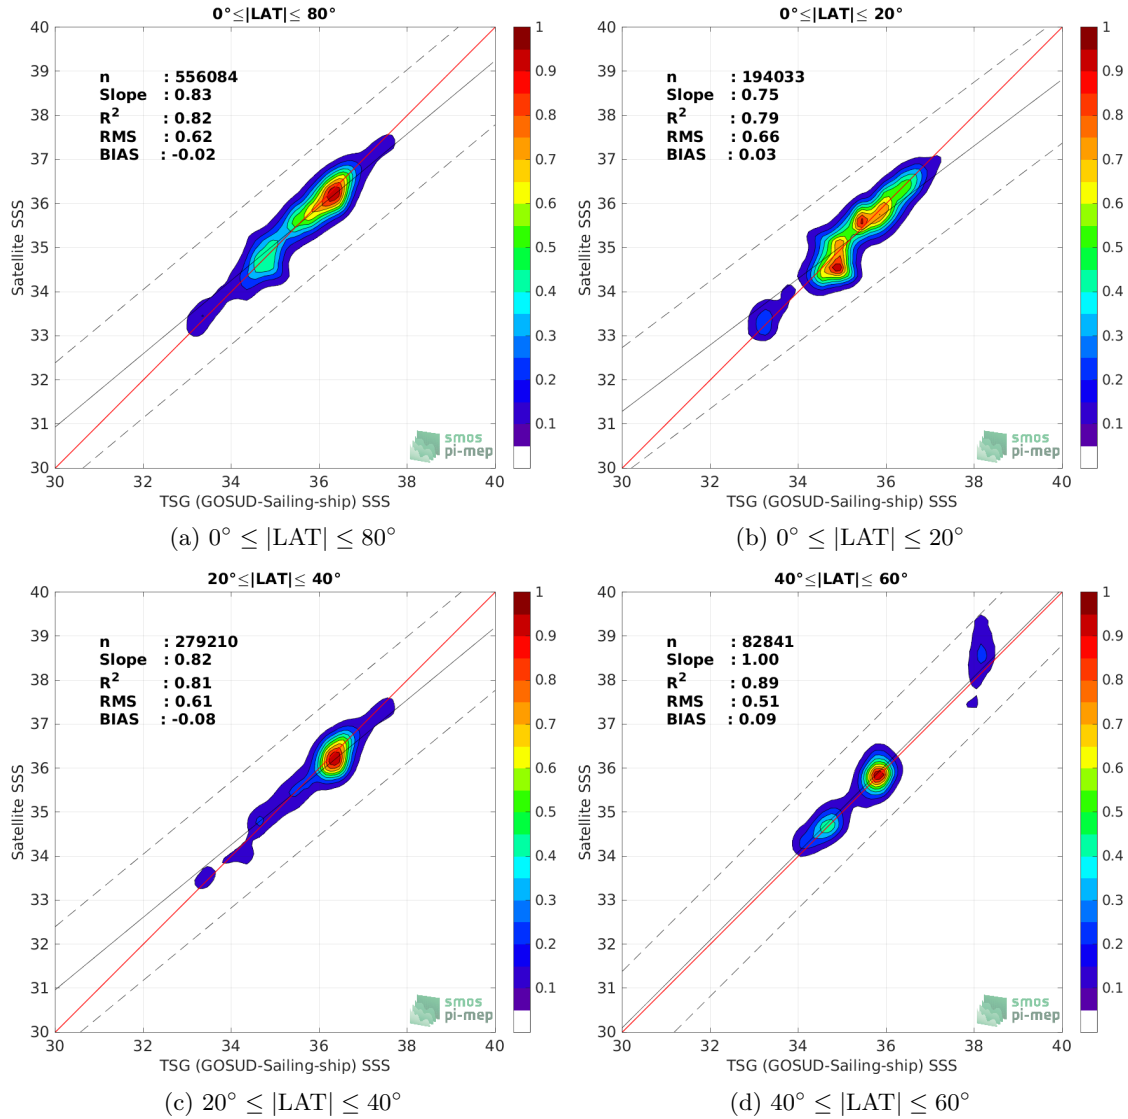 0°≤|LAT|≤ 80°
40
39
38
37
36
35
34
33
32
31
30
Satellite SSS
n : 556084
Slope : 0.83
R² : 0.82
RMS : 0.62
BIAS : -0.02
smos
pi-mep
30 32 34 36 38 40
TSG (GOSUD-Sailing-ship) SSS
1
0.9
0.8
0.7
0.6
0.5
0.4
0.3
0.2
0.1
(a) 0° ≤ |LAT| ≤ 80°
0°≤|LAT|≤ 20°
40
39
38
37
36
35
34
33
32
31
30
Satellite SSS
n : 194033
Slope : 0.75
R² : 0.79
RMS : 0.66
BIAS : 0.03
smos
pi-mep
30 32 34 36 38 40
TSG (GOSUD-Sailing-ship) SSS
1
0.9
0.8
0.7
0.6
0.5
0.4
0.3
0.2
0.1
(b) 0° ≤ |LAT| ≤ 20°
20°≤|LAT|≤ 40°
40
39
38
37
36
35
34
33
32
31
30
Satellite SSS
n : 279210
Slope : 0.82
R² : 0.81
RMS : 0.61
BIAS : -0.08
smos
pi-mep
30 32 34 36 38 40
TSG (GOSUD-Sailing-ship) SSS
1
0.9
0.8
0.7
0.6
0.5
0.4
0.3
0.2
0.1
(c) 20° ≤ |LAT| ≤ 40°
40°≤|LAT|≤ 60°
40
39
38
37
36
35
34
33
32
31
30
Satellite SSS
n : 82841
Slope : 1.00
R² : 0.89
RMS : 0.51
BIAS : 0.09
smos
pi-mep
30 32 34 36 38 40
TSG (GOSUD-Sailing-ship) SSS
1
0.9
0.8
0.7
0.6
0.5
0.4
0.3
0.2
0.1
(d) 40° ≤ |LAT| ≤ 60°